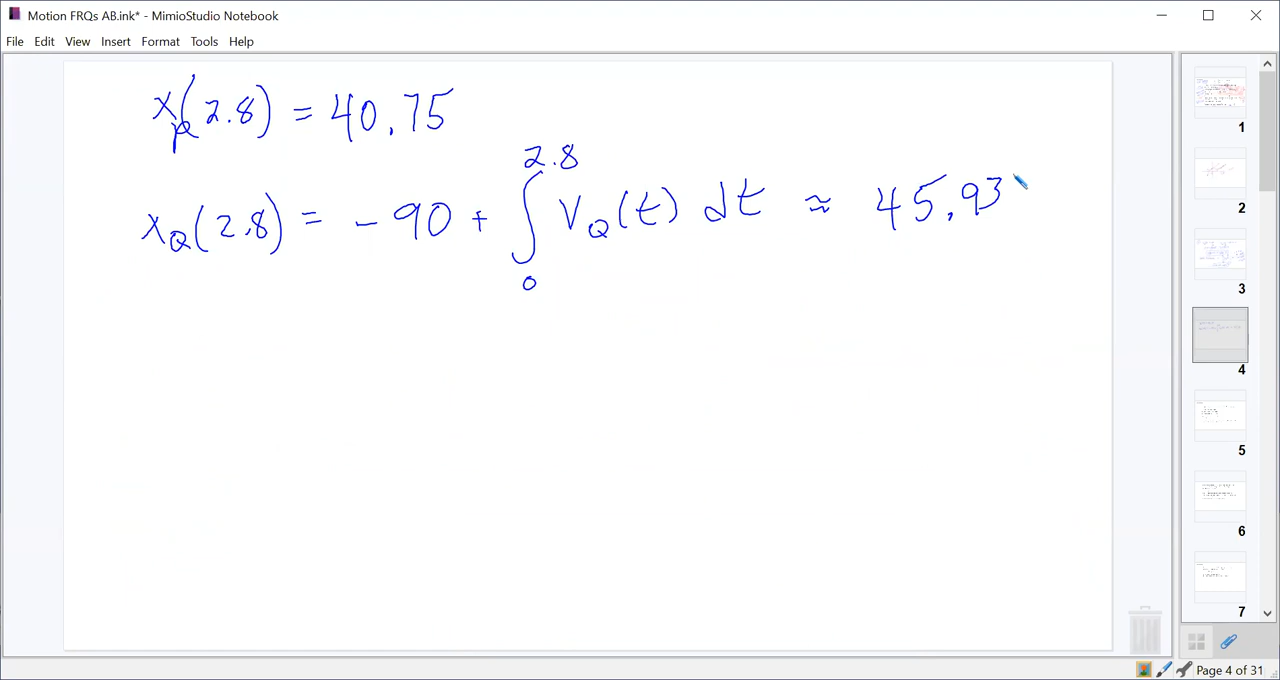 Motion FRQs AB.ink* - MimioStudio Notebook
File Edit View Insert Format Tools Help
x_P(2.8) = 40.75
x_Q(2.8) = -90 + ∫_0^2.8 V_Q(t) dt ≈ 45.93
1
2
3
4
5
6
7
Page 4 of 31